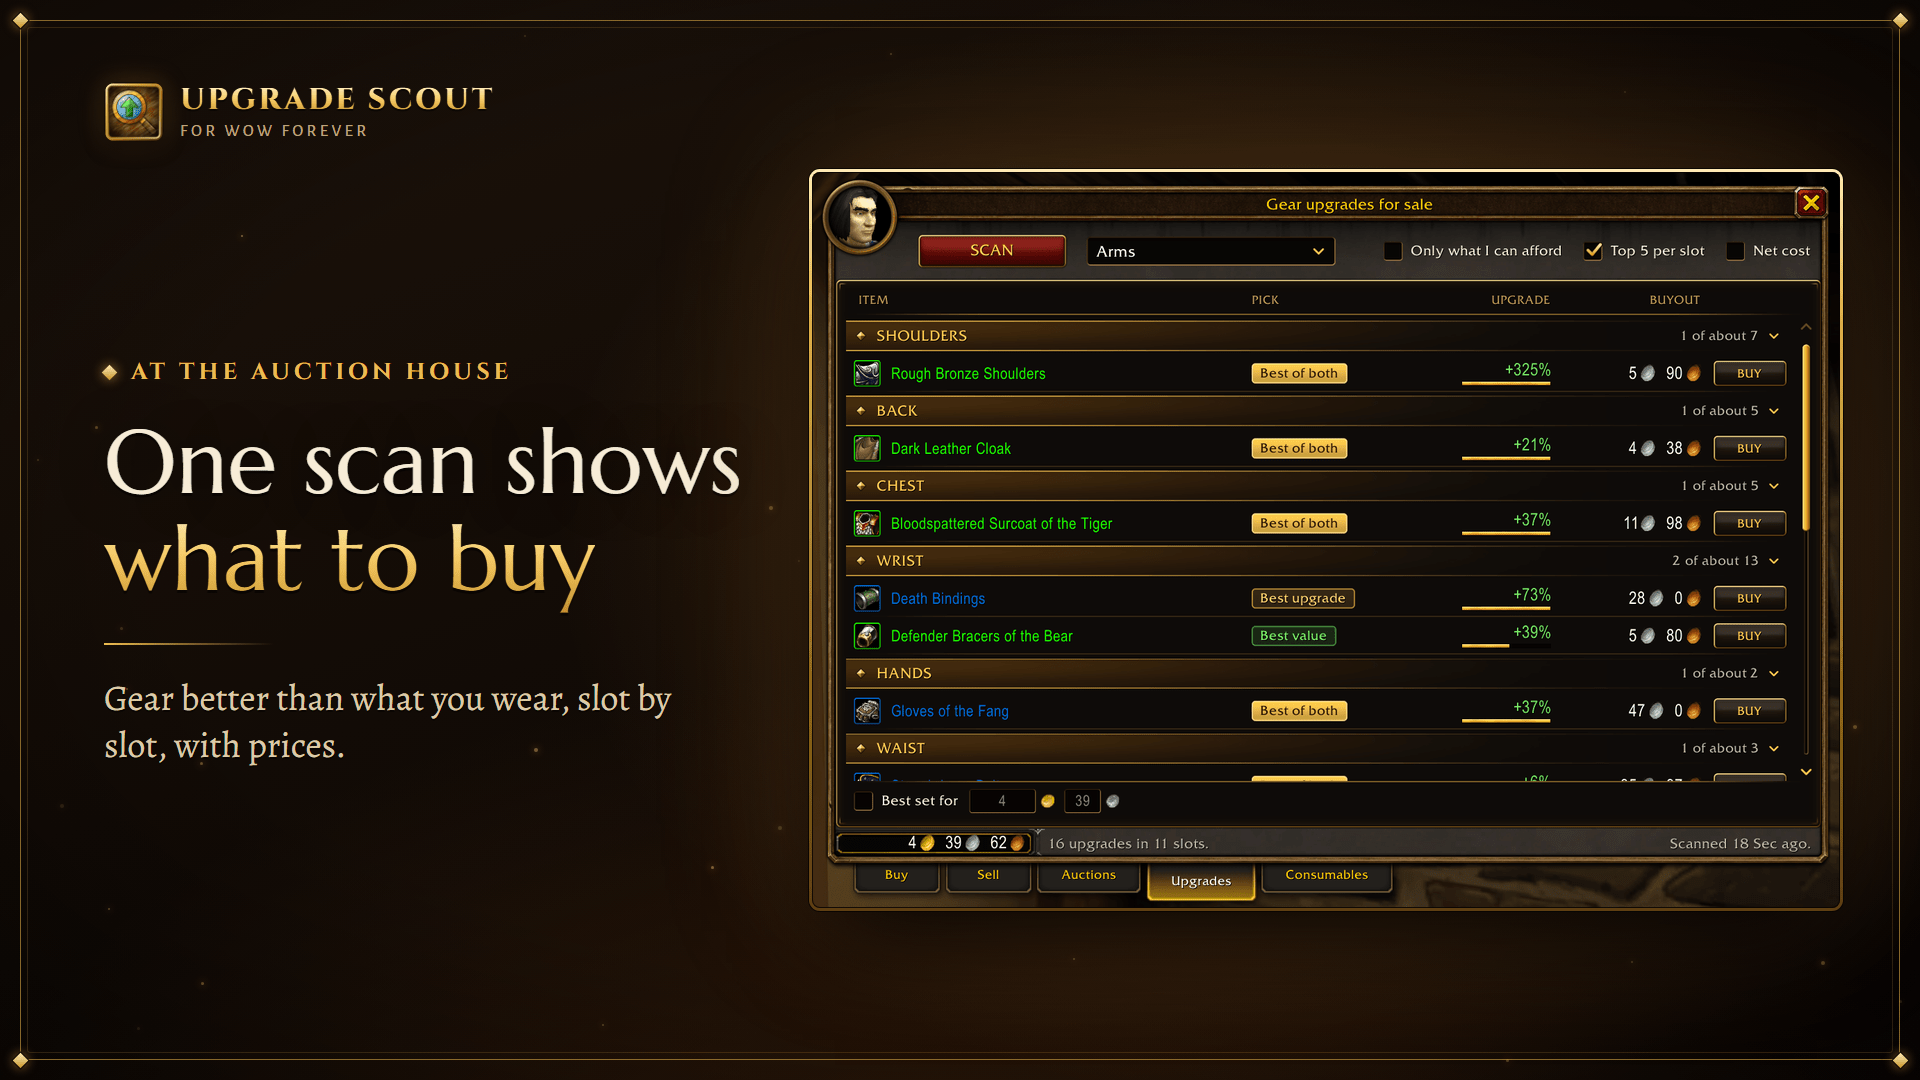 UPGRADE SCOUT
FOR WOW FOREVER
AT THE AUCTION HOUSE
One scan shows
what to buy
Gear better than what you wear, slot by
slot, with prices.
Gear upgrades for sale
SCAN Arms Only what I can afford Top 5 per slot Net cost
ITEM PICK UPGRADE BUYOUT
SHOULDERS 1 of about 7
Rough Bronze Shoulders Best of both +325% 5 90 BUY
BACK 1 of about 5
Dark Leather Cloak Best of both +21% 4 38 BUY
CHEST 1 of about 5
Bloodspattered Surcoat of the Tiger Best of both +37% 11 98 BUY
WRIST 2 of about 13
Death Bindings Best upgrade +73% 28 0 BUY
Defender Bracers of the Bear Best value +39% 5 80 BUY
HANDS 1 of about 2
Gloves of the Fang Best of both +37% 47 0 BUY
WAIST 1 of about 3
Best set for 4 39
4 39 62 16 upgrades in 11 slots. Scanned 18 Sec ago.
Buy Sell Auctions Upgrades Consumables